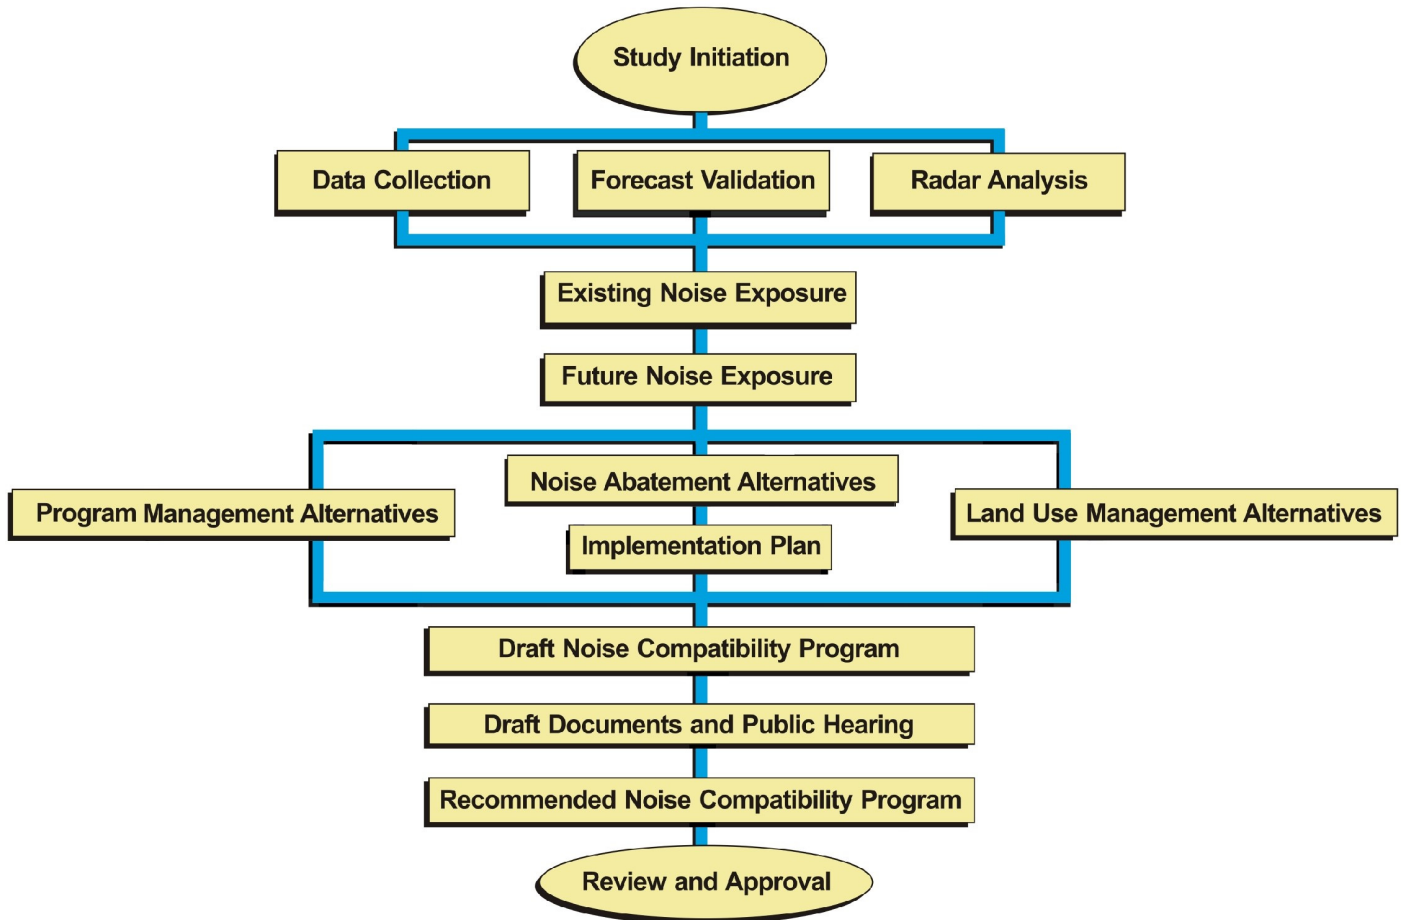 Study Initiation
Data Collection
Forecast Validation
Radar Analysis
Existing Noise Exposure
Future Noise Exposure
Noise Abatement Alternatives
Program Management Alternatives
Land Use Management Alternatives
Implementation Plan
Draft Noise Compatibility Program
Draft Documents and Public Hearing
Recommended Noise Compatibility Program
Review and Approval